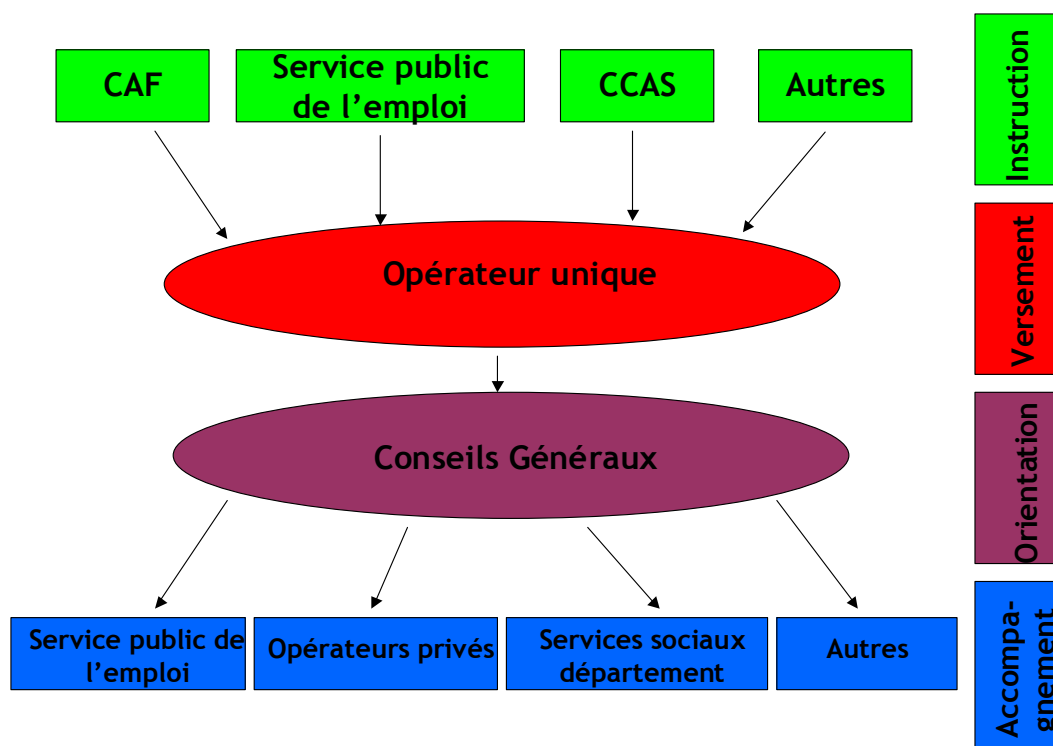 CAF
Service public
de l’emploi
CCAS
Autres
Instruction
Opérateur unique
Versement
Conseils Généraux
Orientation
Service public de
l’emploi
Opérateurs privés
Services sociaux
département
Autres
Accompa-
gnement